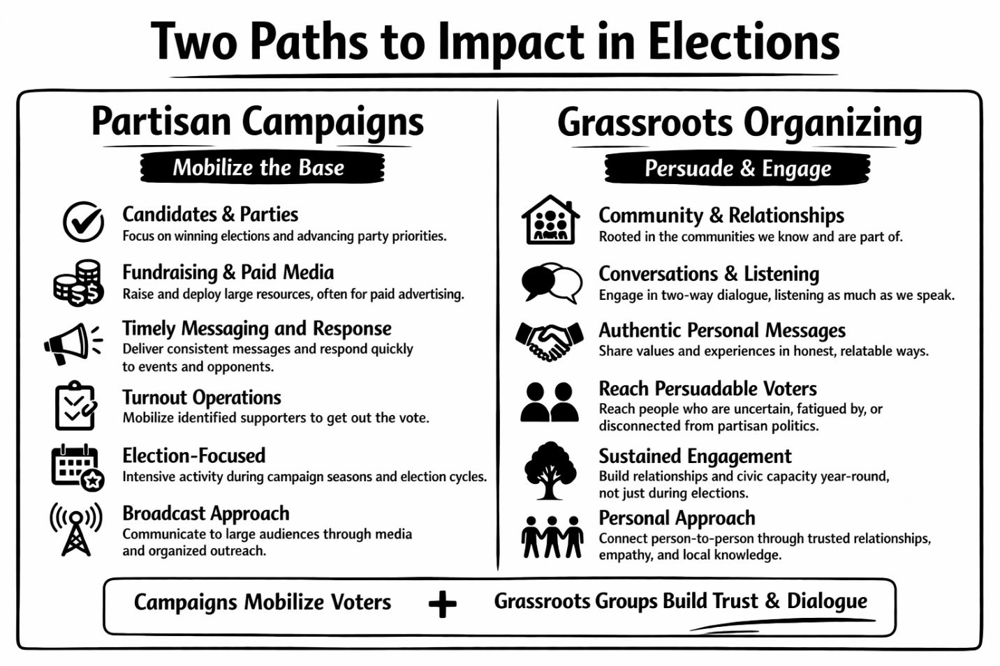 Two Paths to Impact in Elections
Partisan Campaigns
Mobilize the Base
Candidates & Parties
Focus on winning elections and advancing party priorities.
Fundraising & Paid Media
Raise and deploy large resources, often for paid advertising.
Timely Messaging and Response
Deliver consistent messages and respond quickly
to events and opponents.
Turnout Operations
Mobilize identified supporters to get out the vote.
Election-Focused
Intensive activity during campaign seasons and election cycles.
Broadcast Approach
Communicate to large audiences through media
and organized outreach.
Grassroots Organizing
Persuade & Engage
Community & Relationships
Rooted in the communities we know and are part of.
Conversations & Listening
Engage in two-way dialogue, listening as much as we speak.
Authentic Personal Messages
Share values and experiences in honest, relatable ways.
Reach Persuadable Voters
Reach people who are uncertain, fatigued by, or
disconnected from partisan politics.
Sustained Engagement
Build relationships and civic capacity year-round,
not just during elections.
Personal Approach
Connect person-to-person through trusted relationships,
empathy, and local knowledge.
Campaigns Mobilize Voters + Grassroots Groups Build Trust & Dialogue